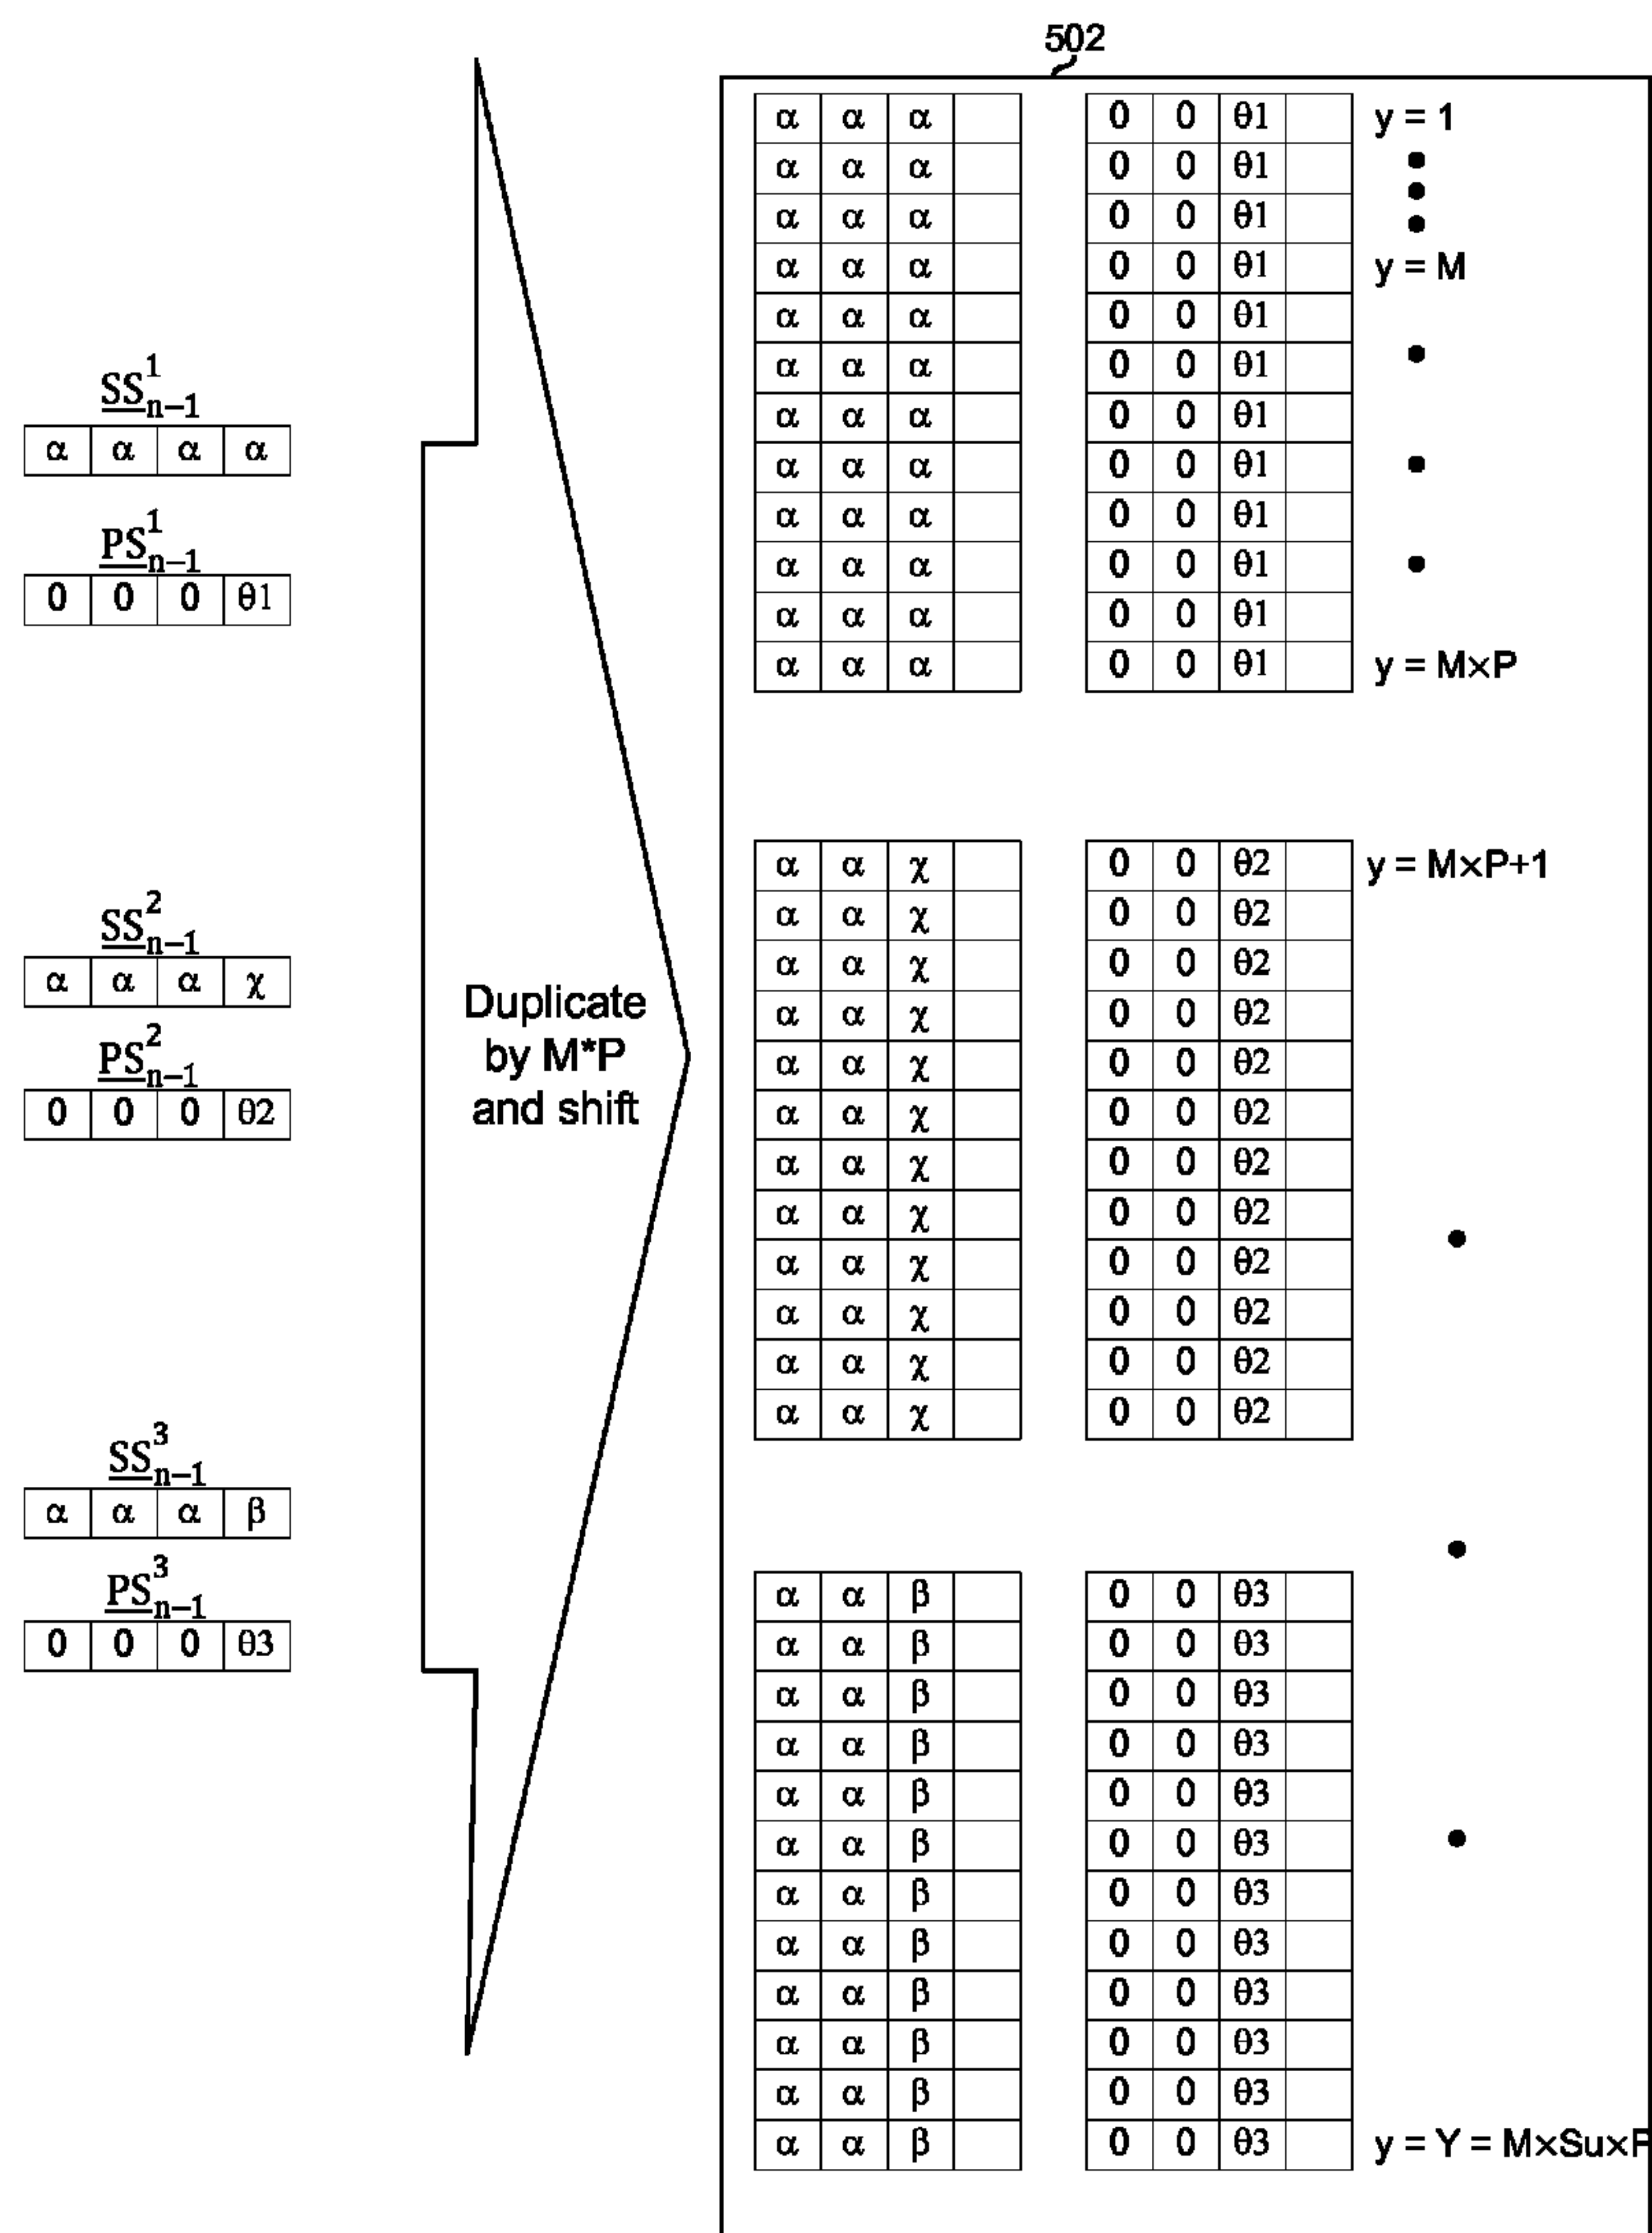 502
SS¹ₙ₋₁
α α α α
PS¹ₙ₋₁
0 0 0 θ1
SS²ₙ₋₁
α α α χ
PS²ₙ₋₁
0 0 0 θ2
SS³ₙ₋₁
α α α β
PS³ₙ₋₁
0 0 0 θ3
Duplicate
by M*P
and shift
α α α 0 0 θ1 y = 1
α α α 0 0 θ1
α α α 0 0 θ1
α α α 0 0 θ1 y = M
α α α 0 0 θ1
α α α 0 0 θ1
α α α 0 0 θ1
α α α 0 0 θ1
α α α 0 0 θ1
α α α 0 0 θ1
α α α 0 0 θ1
α α α 0 0 θ1 y = M×P
α α χ 0 0 θ2 y = M×P+1
α α χ 0 0 θ2
α α χ 0 0 θ2
α α χ 0 0 θ2
α α χ 0 0 θ2
α α χ 0 0 θ2
α α χ 0 0 θ2
α α χ 0 0 θ2
α α χ 0 0 θ2
α α χ 0 0 θ2
α α χ 0 0 θ2
α α χ 0 0 θ2
α α β 0 0 θ3
α α β 0 0 θ3
α α β 0 0 θ3
α α β 0 0 θ3
α α β 0 0 θ3
α α β 0 0 θ3
α α β 0 0 θ3
α α β 0 0 θ3
α α β 0 0 θ3
α α β 0 0 θ3
α α β 0 0 θ3
α α β 0 0 θ3 y = Y = M×Su×P